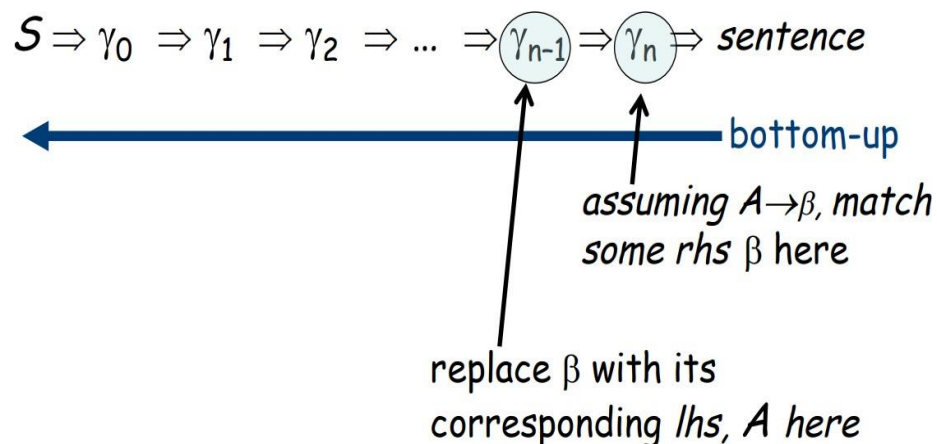 S ⇒ γ0 ⇒ γ1 ⇒ γ2 ⇒ ... ⇒ γn–1 ⇒ γn ⇒ sentence
bottom-up
assuming A→β, match
some rhs β here
replace β with its
corresponding lhs, A here